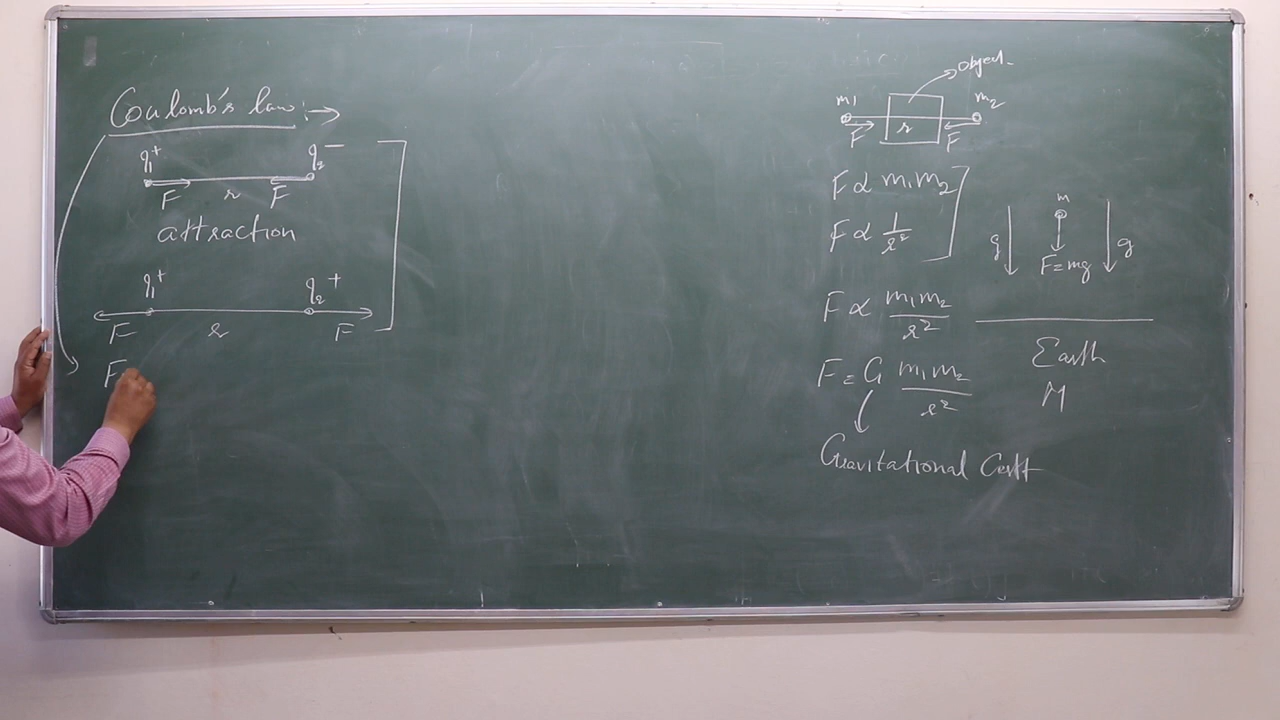 Coulomb's law :→
q₁⁺ q₂⁻
F r F
attraction
q₁⁺ q₂⁺
F r F
F
object
m₁ m₂
F r F
F ∝ m₁m₂
F ∝ 1/r²
F ∝ m₁m₂/r²
F = G m₁m₂/r²
Gravitational Constt
m
g g
F=mg
Earth
M